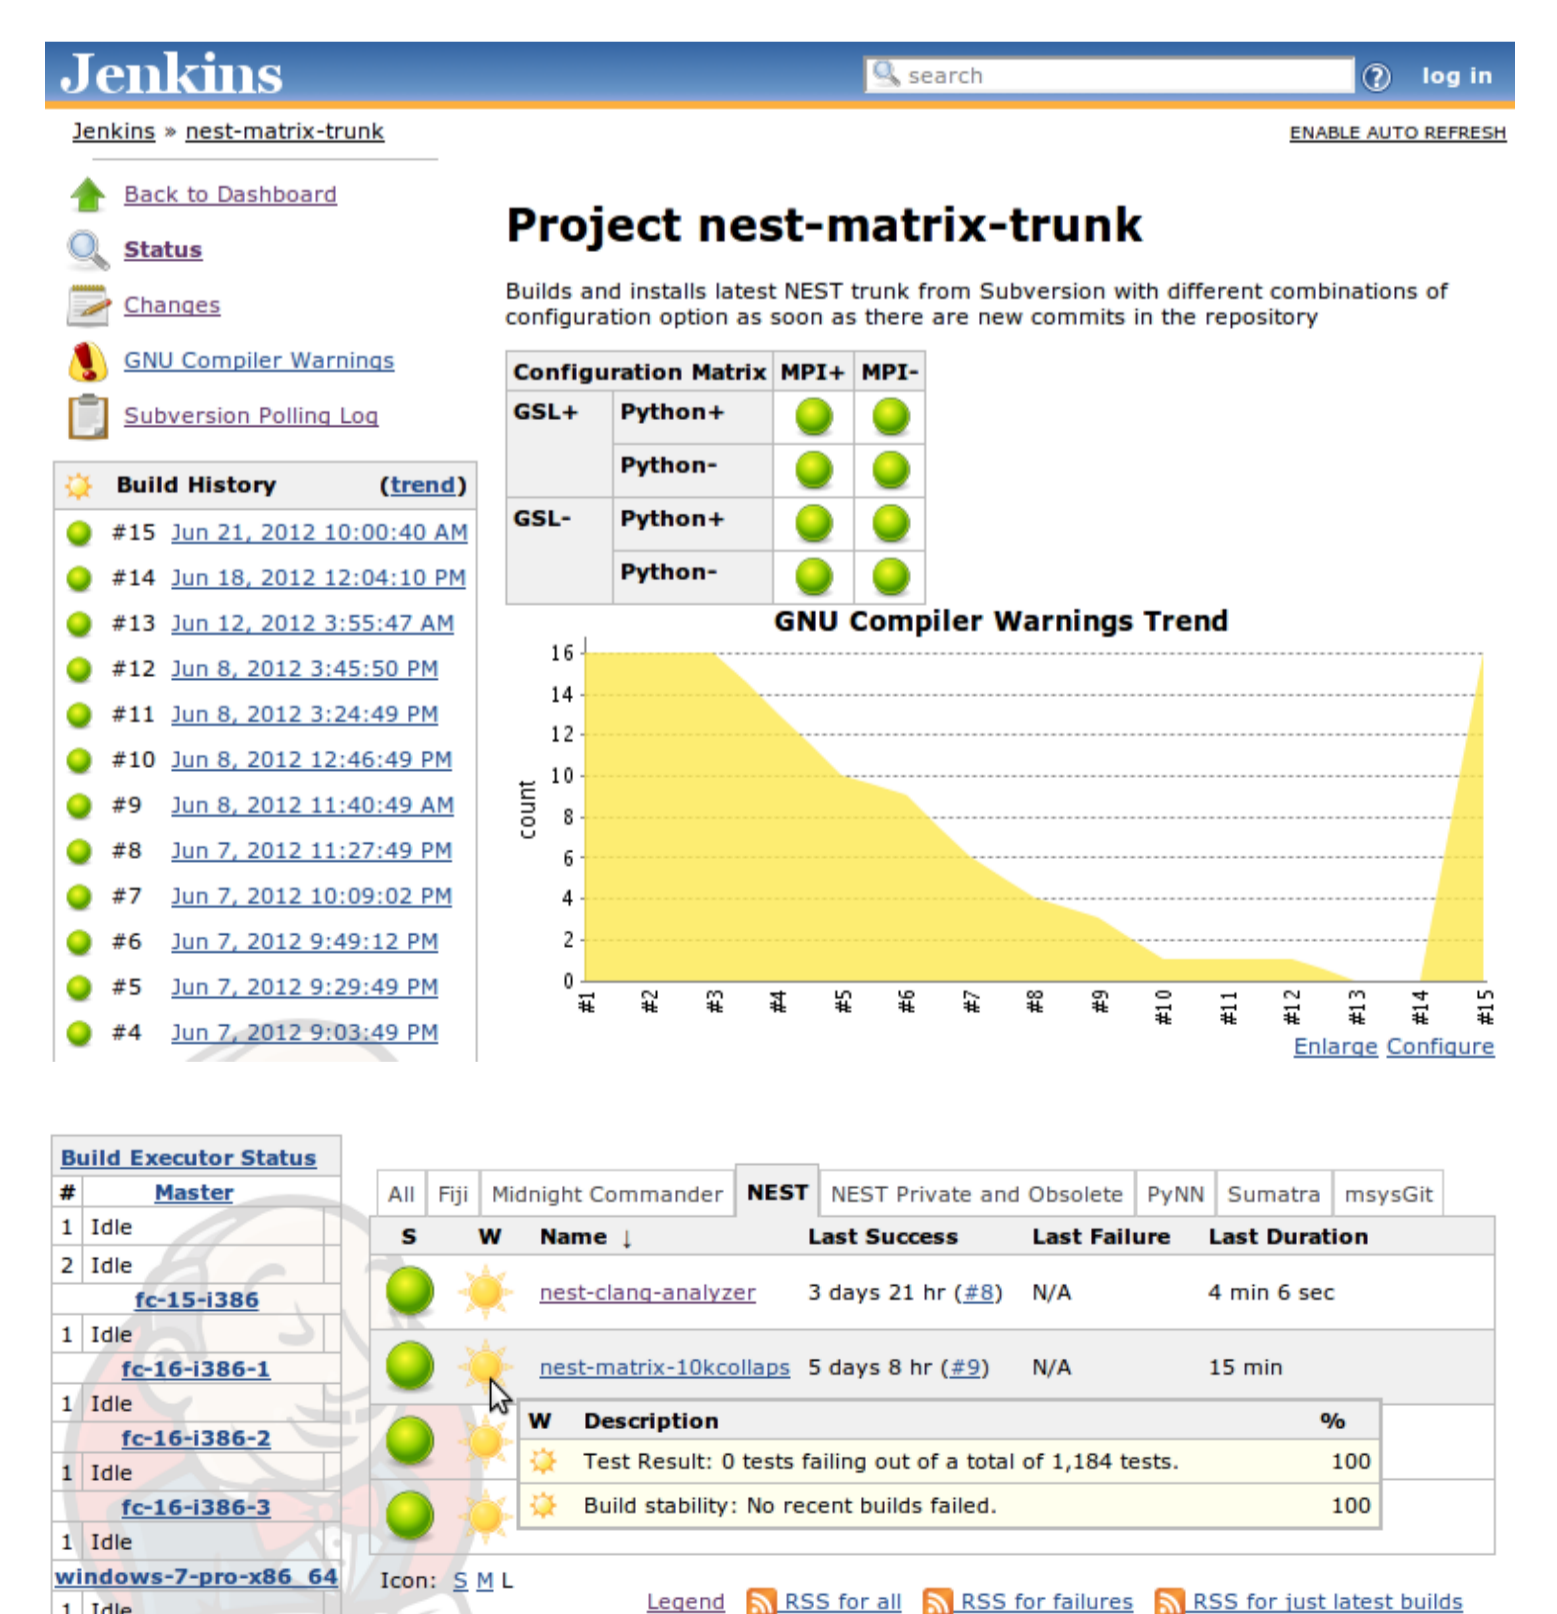 Jenkins
search
? log in
Jenkins » nest-matrix-trunk
ENABLE AUTO REFRESH
Back to Dashboard
Status
Changes
GNU Compiler Warnings
Subversion Polling Log
Build History (trend)
#15 Jun 21, 2012 10:00:40 AM
#14 Jun 18, 2012 12:04:10 PM
#13 Jun 12, 2012 3:55:47 AM
#12 Jun 8, 2012 3:45:50 PM
#11 Jun 8, 2012 3:24:49 PM
#10 Jun 8, 2012 12:46:49 PM
#9 Jun 8, 2012 11:40:49 AM
#8 Jun 7, 2012 11:27:49 PM
#7 Jun 7, 2012 10:09:02 PM
#6 Jun 7, 2012 9:49:12 PM
#5 Jun 7, 2012 9:29:49 PM
#4 Jun 7, 2012 9:03:49 PM
Project nest-matrix-trunk
Builds and installs latest NEST trunk from Subversion with different combinations of
configuration option as soon as there are new commits in the repository
Configuration Matrix MPI+ MPI-
GSL+ Python+
Python-
GSL- Python+
Python-
GNU Compiler Warnings Trend
16
14
12
10
8
6
4
2
0
count
#1 #2 #3 #4 #5 #6 #7 #8 #9 #10 #11 #12 #13 #14 #15
Enlarge Configure
Build Executor Status
# Master
1 Idle
2 Idle
fc-15-i386
1 Idle
fc-16-i386-1
1 Idle
fc-16-i386-2
1 Idle
fc-16-i386-3
1 Idle
windows-7-pro-x86_64
1 Idle
All Fiji Midnight Commander NEST NEST Private and Obsolete PyNN Sumatra msysGit
S W Name ↓ Last Success Last Failure Last Duration
nest-clang-analyzer 3 days 21 hr (#8) N/A 4 min 6 sec
nest-matrix-10kcollaps 5 days 8 hr (#9) N/A 15 min
W Description %
Test Result: 0 tests failing out of a total of 1,184 tests. 100
Build stability: No recent builds failed. 100
Icon: S M L
Legend RSS for all RSS for failures RSS for just latest builds